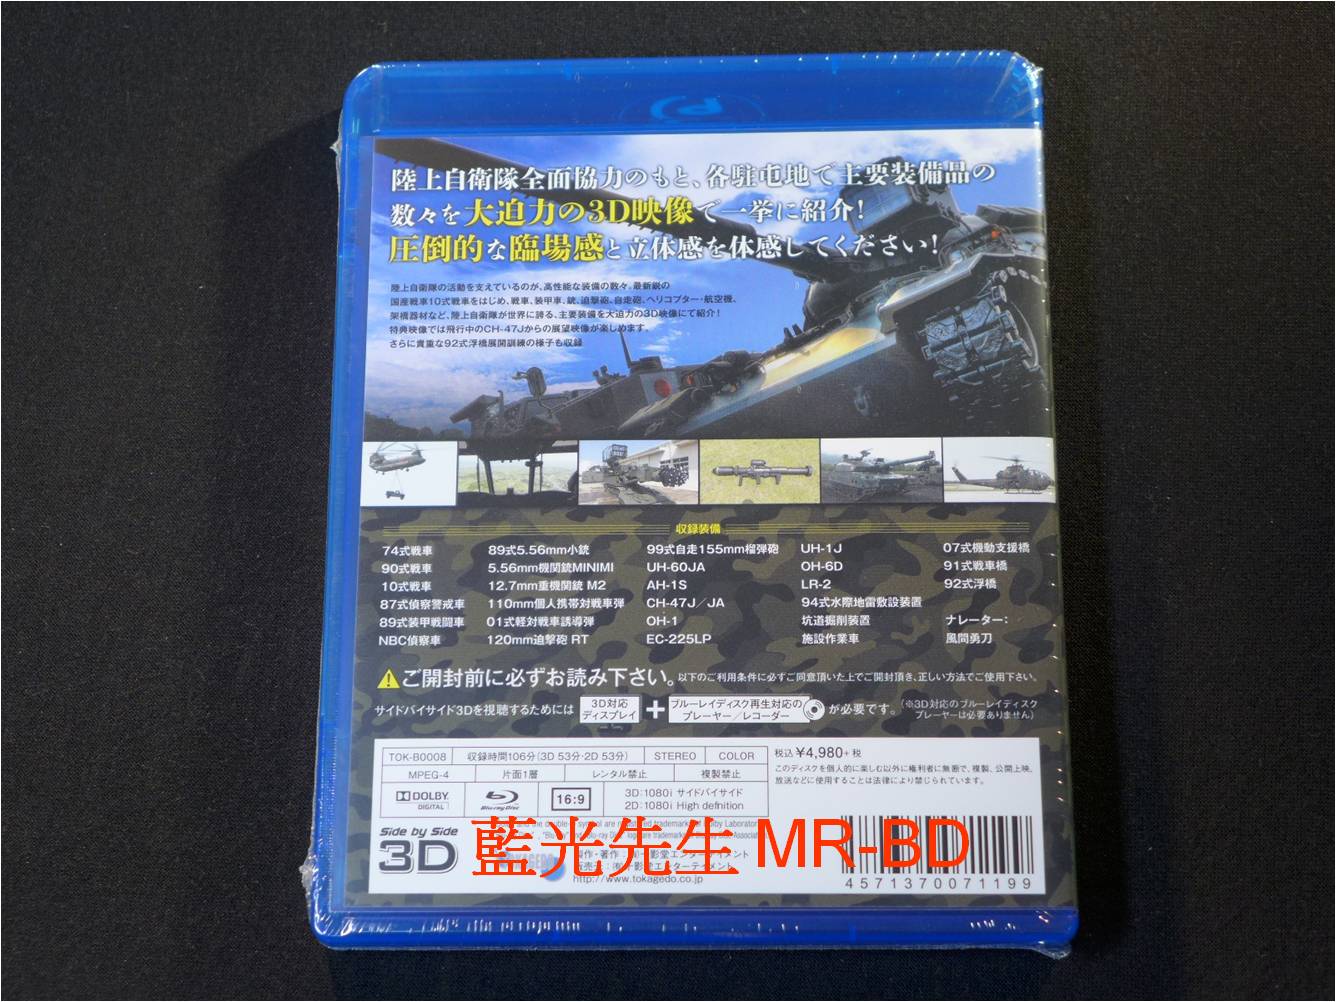 陸上自衛隊全面協力のもと、各駐屯地で主要装備品の
数々を大迫力の3D映像で一挙に紹介！
圧倒的な臨場感と立体感を体感してください！
陸上自衛隊の活動を支えているのが、高性能な装備の数々。最新鋭の
国産戦車10式戦車をはじめ、戦車、装甲車、銃、迫撃砲、自走砲、ヘリコプター・航空機、
架橋器材など、陸上自衛隊が世界に誇る、主要装備を大迫力の3D映像にて紹介！
特典映像では飛行中のCH-47Jからの展望映像が楽しめます。
さらに貴重な92式浮橋展開訓練の様子も収録
収録装備
74式戦車
90式戦車
10式戦車
87式偵察警戒車
89式装甲戦闘車
NBC偵察車
89式5.56mm小銃
5.56mm機関銃MINIMI
12.7mm重機関銃 M2
110mm個人携帯対戦車弾
01式軽対戦車誘導弾
120mm迫撃砲 RT
99式自走155mm榴弾砲
UH-60JA
AH-1S
CH-47J／JA
OH-1
EC-225LP
UH-1J
OH-6D
LR-2
94式水際地雷敷設装置
坑道掘削装置
施設作業車
07式機動支援橋
91式戦車橋
92式浮橋
ナレーター：
風間勇刀
ご開封前に必ずお読み下さい。以下のご利用条件に必ずご同意頂いた上でご開封頂き、正しい方法でご使用下さい。
サイドバイサイド3Dを視聴するためには 3D対応ディスプレイ + ブルーレイディスク再生対応のプレーヤー／レコーダー が必要です。（※3D対応のブルーレイディスクプレーヤーは必要ありません）
TOK-B0008 収録時間106分（3D 53分・2D 53分） STEREO COLOR
MPEG-4 片面1層 レンタル禁止 複製禁止
DOLBY DIGITAL Blu-ray Disc 16:9 3D:1080i サイドバイサイド
2D:1080i High defnition
税込 ¥4,980+税
このディスクを個人的に楽しむ以外に権利者に無断で、複製、公開上映、
放送などに使用することは法律により禁じられています。
Side by Side
3D
藍光先生 MR-BD
http://www.tokagedo.co.jp
4571370071199